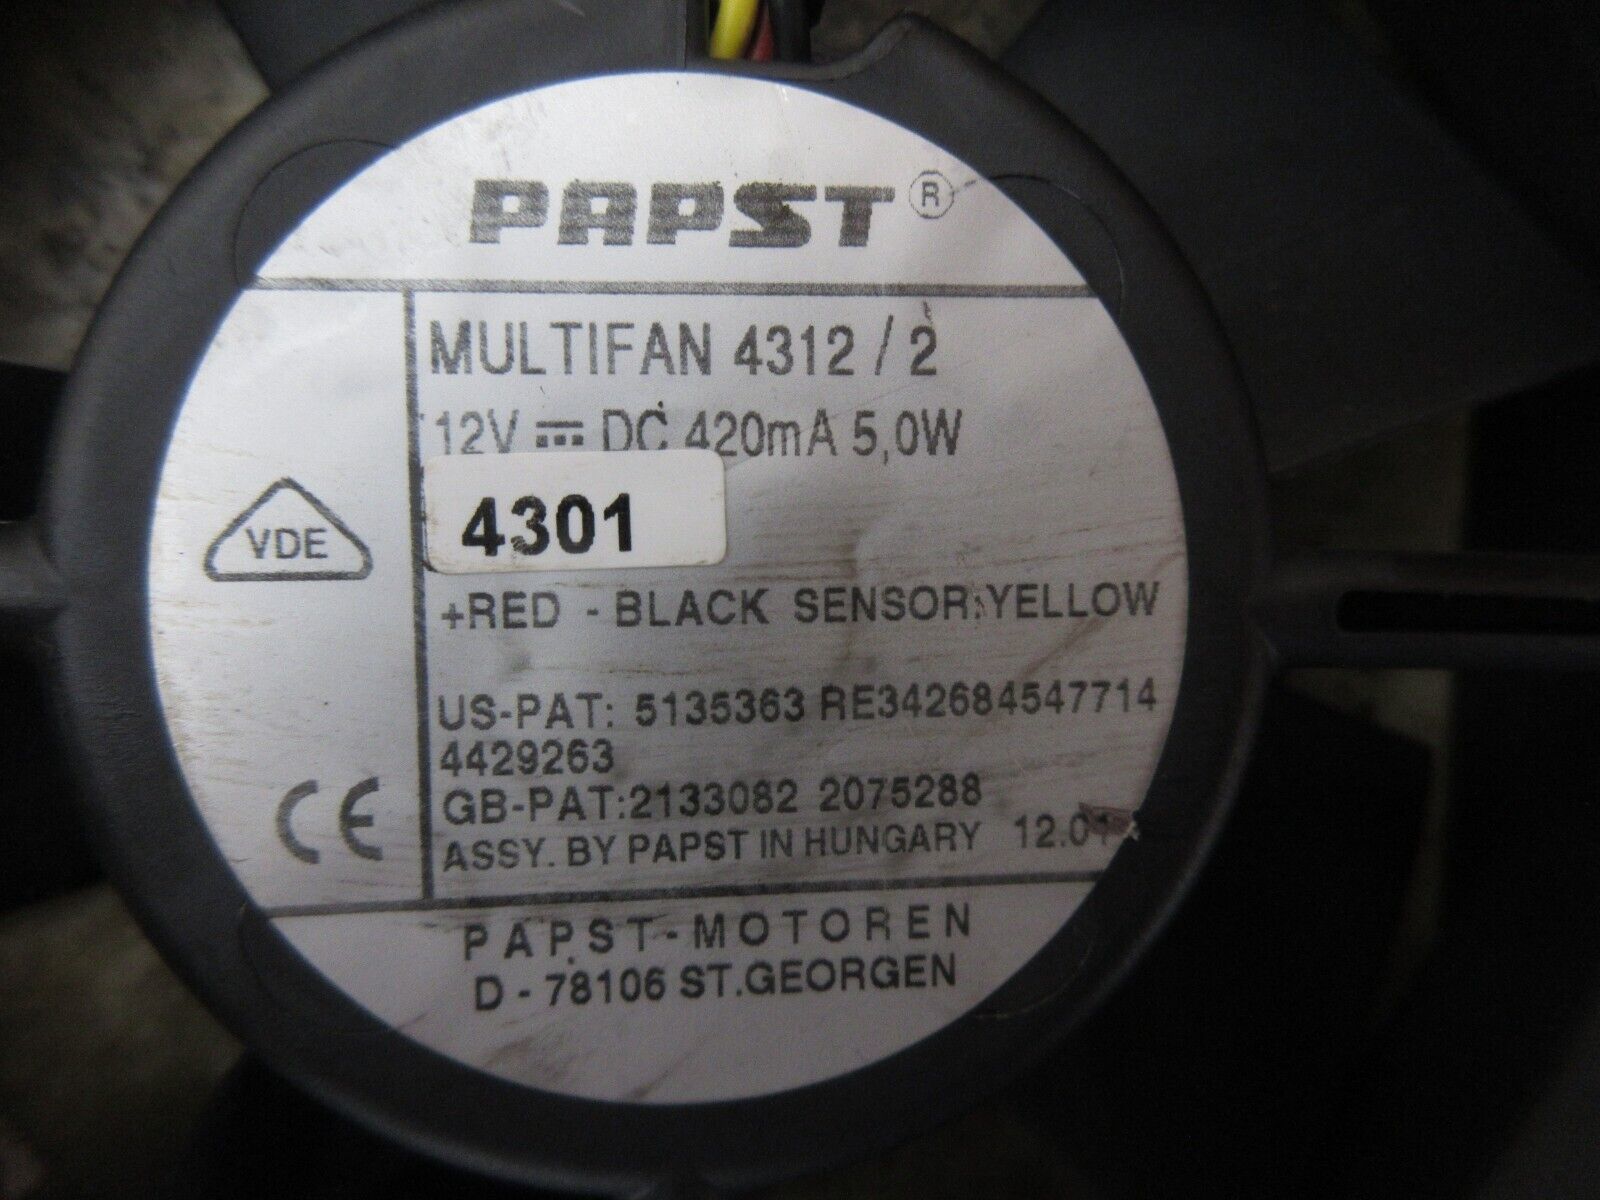 PAPST®
MULTIFAN 4312 / 2
12V ⎓ DC 420mA 5,0W
4301
VDE
+RED - BLACK SENSOR:YELLOW
US-PAT: 5135363 RE342684547714
4429263
GB-PAT:2133082 2075288
CE
ASSY. BY PAPST IN HUNGARY 12.01
PAPST-MOTOREN
D - 78106 ST.GEORGEN